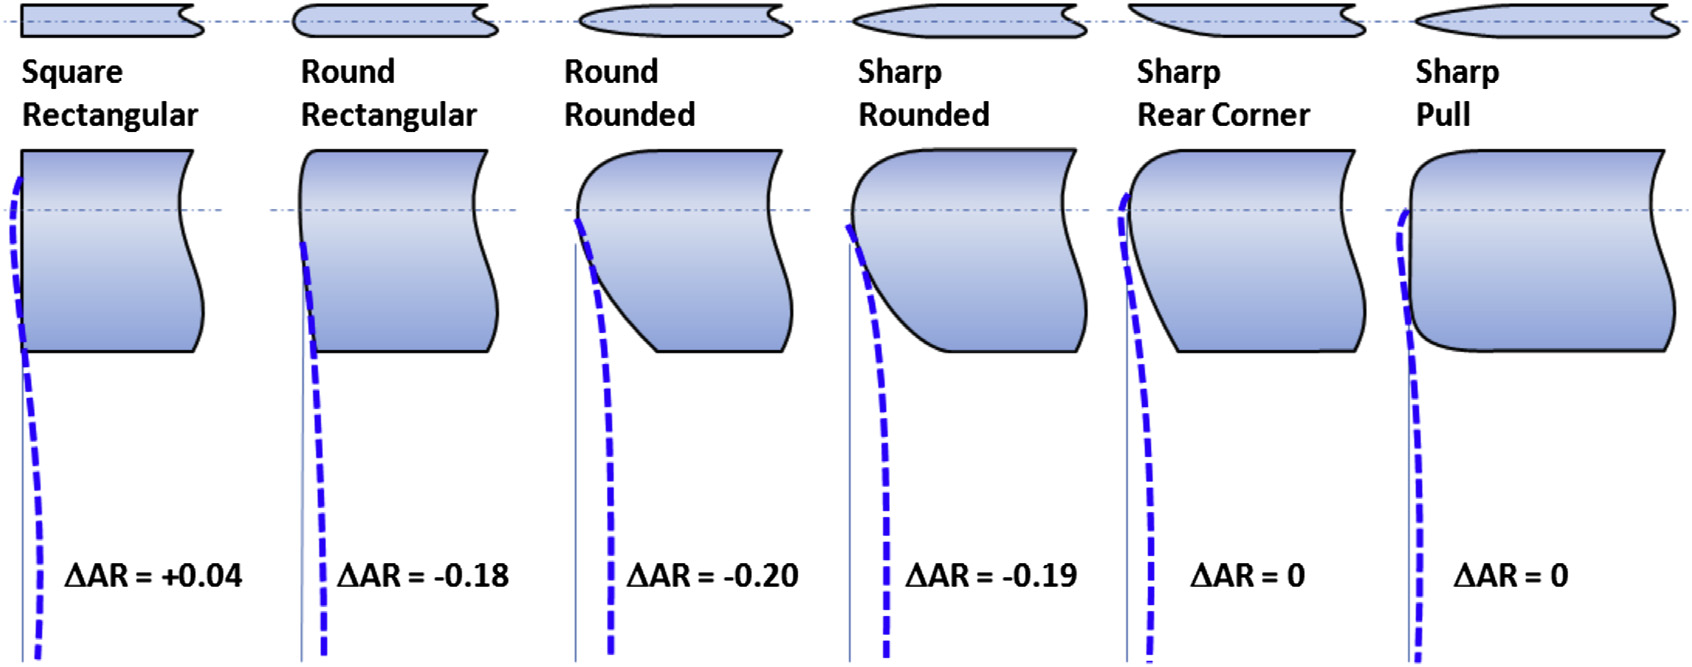 Square
Rectangular
Round
Rectangular
Round
Rounded
Sharp
Rounded
Sharp
Rear Corner
Sharp
Pull
ΔAR = +0.04
ΔAR = -0.18
ΔAR = -0.20
ΔAR = -0.19
ΔAR = 0
ΔAR = 0